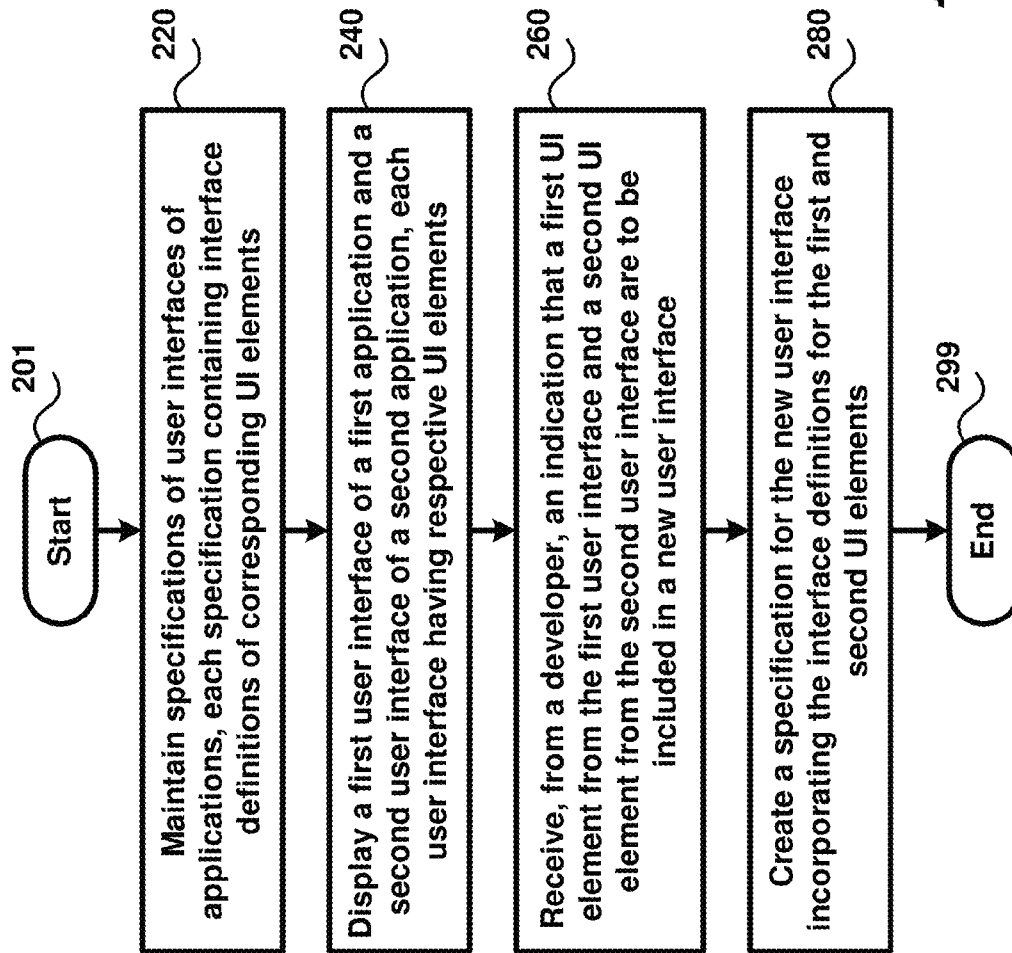 201
Start
220
Maintain specifications of user interfaces of
applications, each specification containing interface
definitions of corresponding UI elements
240
Display a first user interface of a first application and a
second user interface of a second application, each
user interface having respective UI elements
260
Receive, from a developer, an indication that a first UI
element from the first user interface and a second UI
element from the second user interface are to be
included in a new user interface
280
Create a specification for the new user interface
incorporating the interface definitions for the first and
second UI elements
299
End